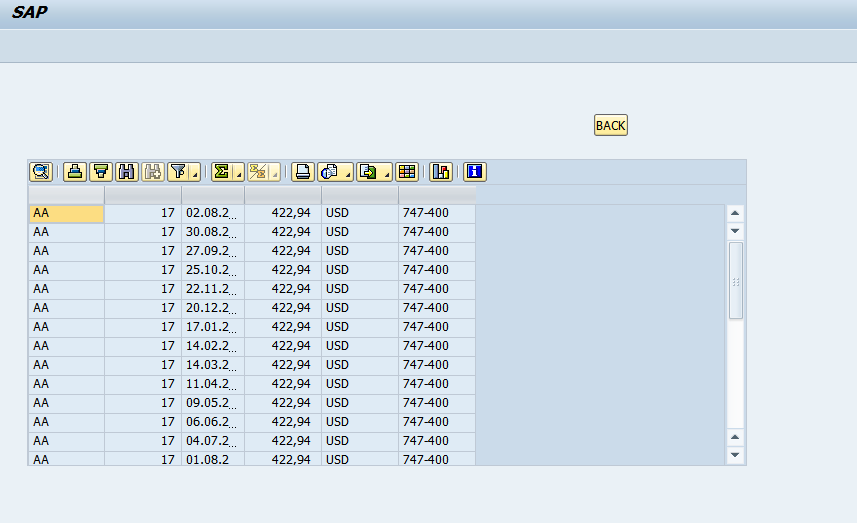 SAP
BACK
AA 17 02.08.2... 422,94 USD 747-400
AA 17 30.08.2... 422,94 USD 747-400
AA 17 27.09.2... 422,94 USD 747-400
AA 17 25.10.2... 422,94 USD 747-400
AA 17 22.11.2... 422,94 USD 747-400
AA 17 20.12.2... 422,94 USD 747-400
AA 17 17.01.2... 422,94 USD 747-400
AA 17 14.02.2... 422,94 USD 747-400
AA 17 14.03.2... 422,94 USD 747-400
AA 17 11.04.2... 422,94 USD 747-400
AA 17 09.05.2... 422,94 USD 747-400
AA 17 06.06.2... 422,94 USD 747-400
AA 17 04.07.2... 422,94 USD 747-400
AA 17 01.08.2 422,94 USD 747-400